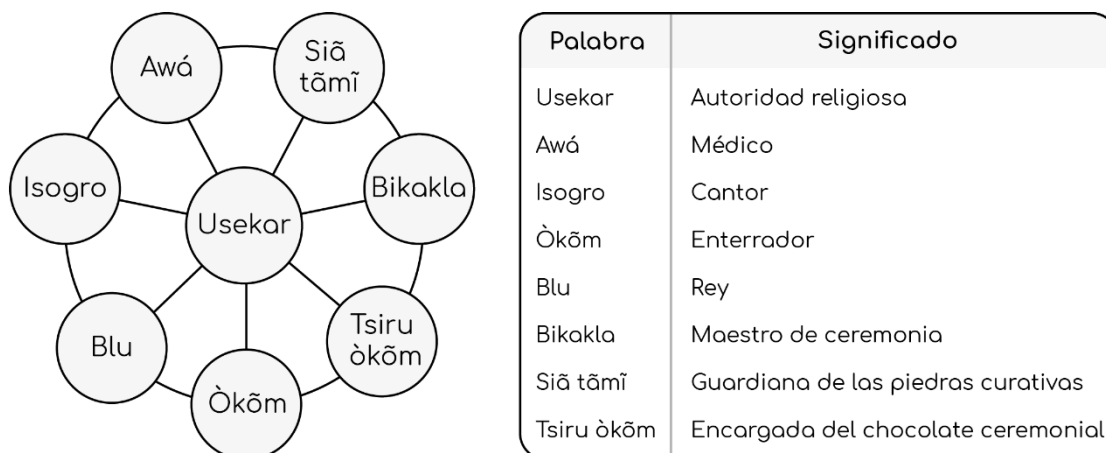 Awá
Siã
tãmĩ
Isogro
Bikakla
Usekar
Blu
Tsiru
òkõm
Òkõm
Palabra Significado
Usekar Autoridad religiosa
Awá Médico
Isogro Cantor
Òkõm Enterrador
Blu Rey
Bikakla Maestro de ceremonia
Siã tãmĩ Guardiana de las piedras curativas
Tsiru òkõm Encargada del chocolate ceremonial